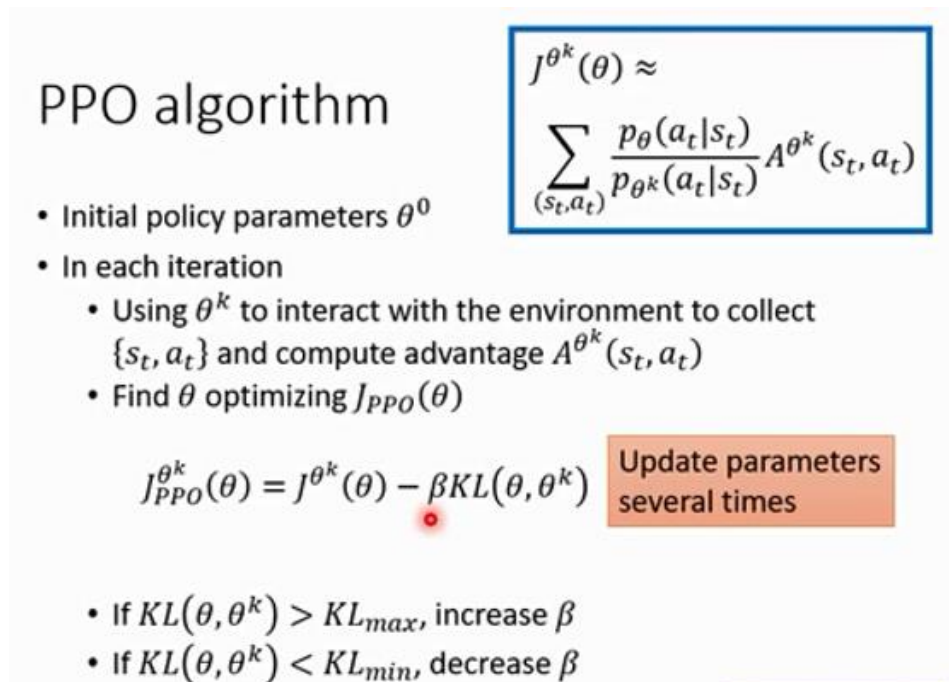 PPO algorithm
J^{θ^k}(θ) ≈
∑_{(s_t,a_t)} \frac{p_θ(a_t|s_t)}{p_{θ^k}(a_t|s_t)} A^{θ^k}(s_t, a_t)
• Initial policy parameters θ^0
• In each iteration
• Using θ^k to interact with the environment to collect
{s_t, a_t} and compute advantage A^{θ^k}(s_t, a_t)
• Find θ optimizing J_{PPO}(θ)
J_{PPO}^{θ^k}(θ) = J^{θ^k}(θ) − βKL(θ, θ^k)
Update parameters
several times
• If KL(θ, θ^k) > KL_{max}, increase β
• If KL(θ, θ^k) < KL_{min}, decrease β